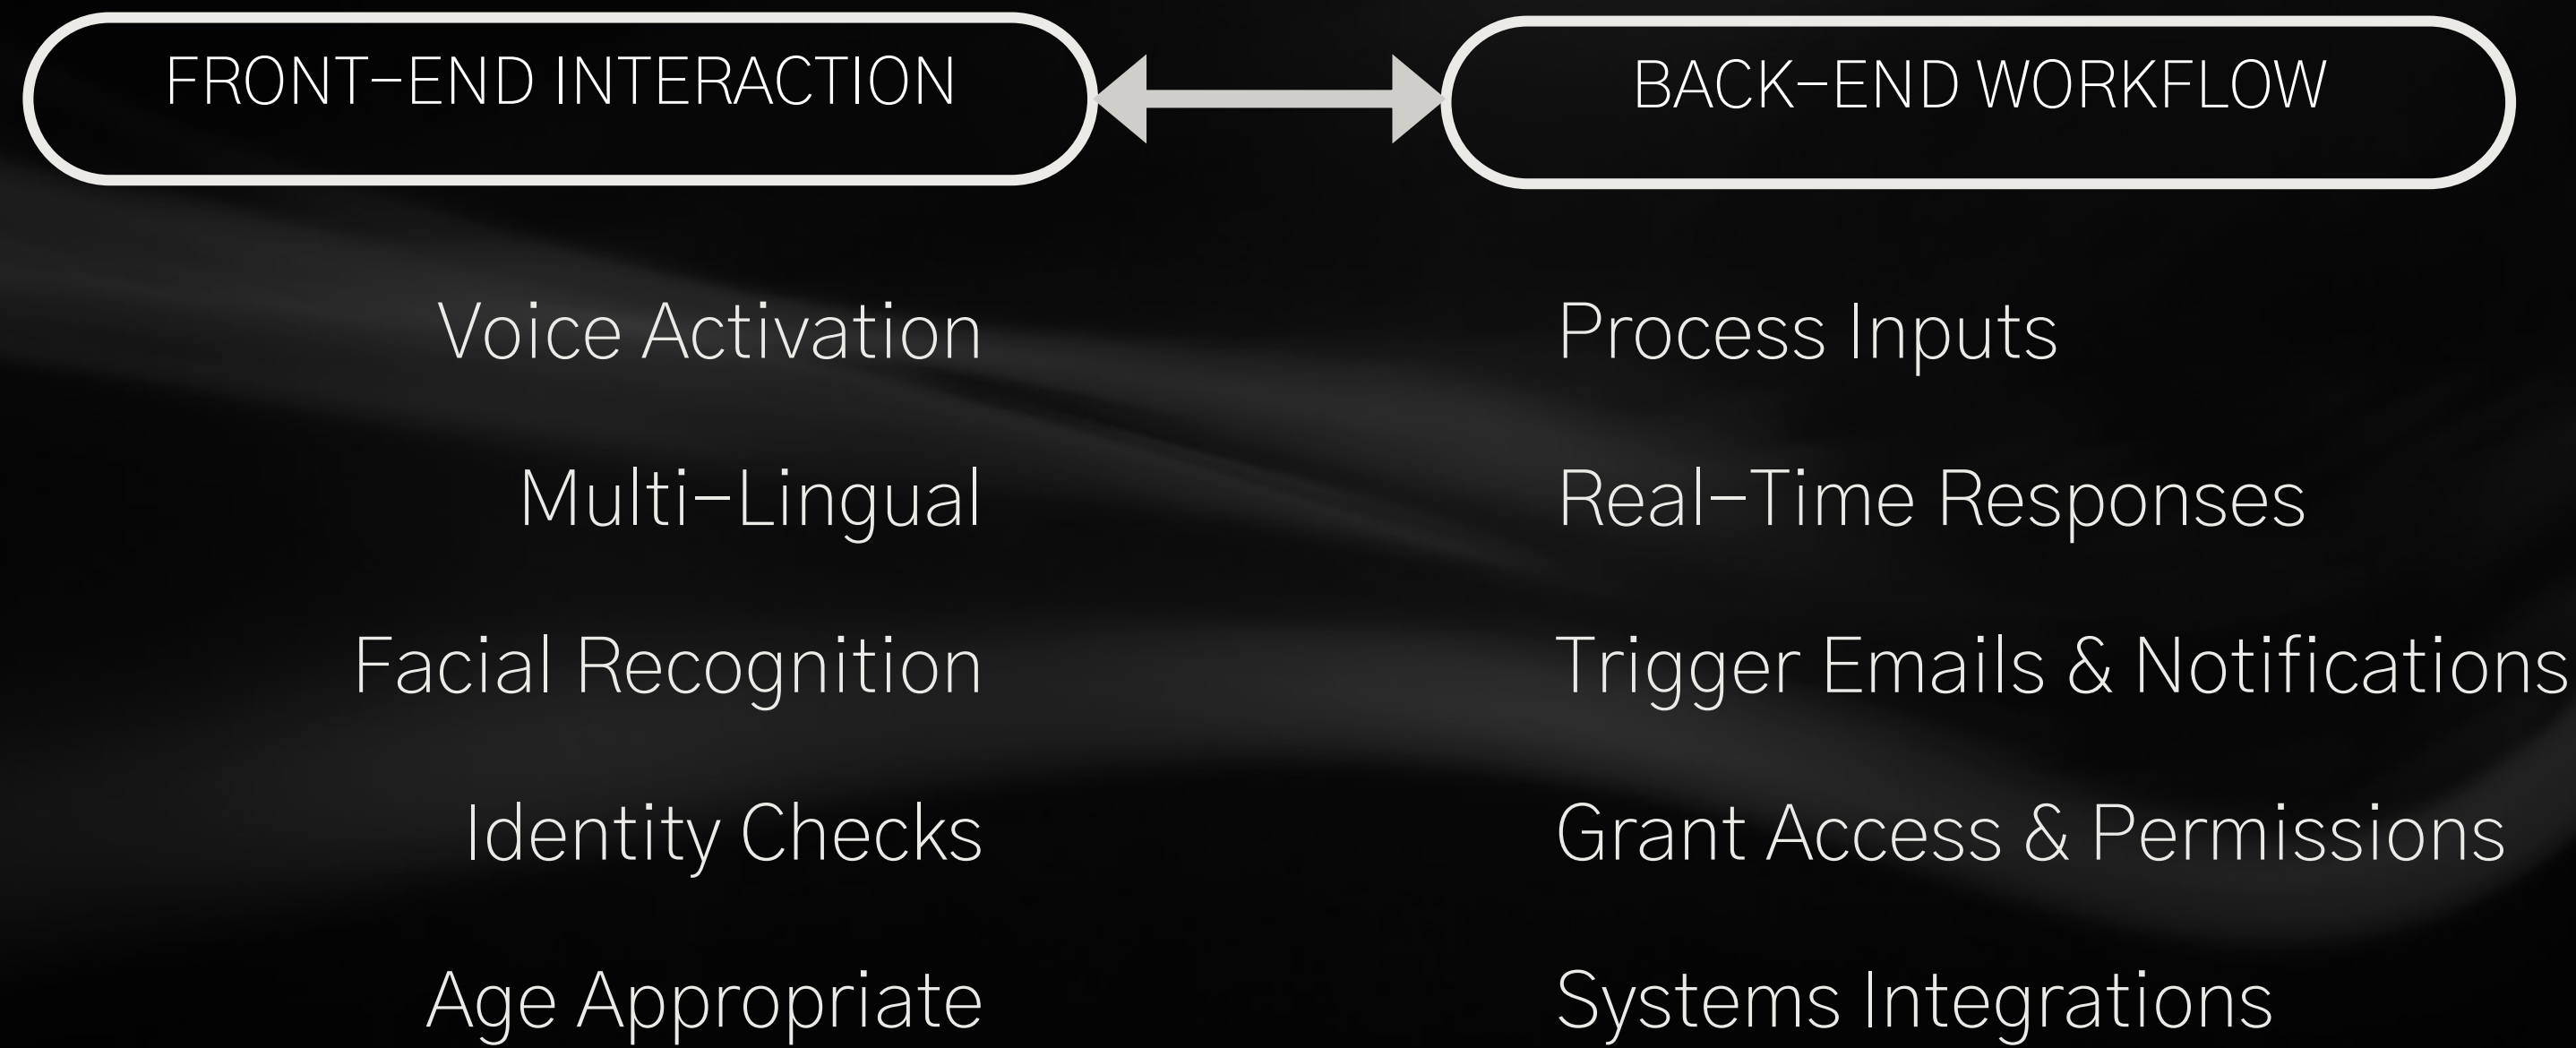 FRONT-END INTERACTION
BACK-END WORKFLOW
Voice Activation
Multi-Lingual
Facial Recognition
Identity Checks
Age Appropriate
Process Inputs
Real-Time Responses
Trigger Emails & Notifications
Grant Access & Permissions
Systems Integrations